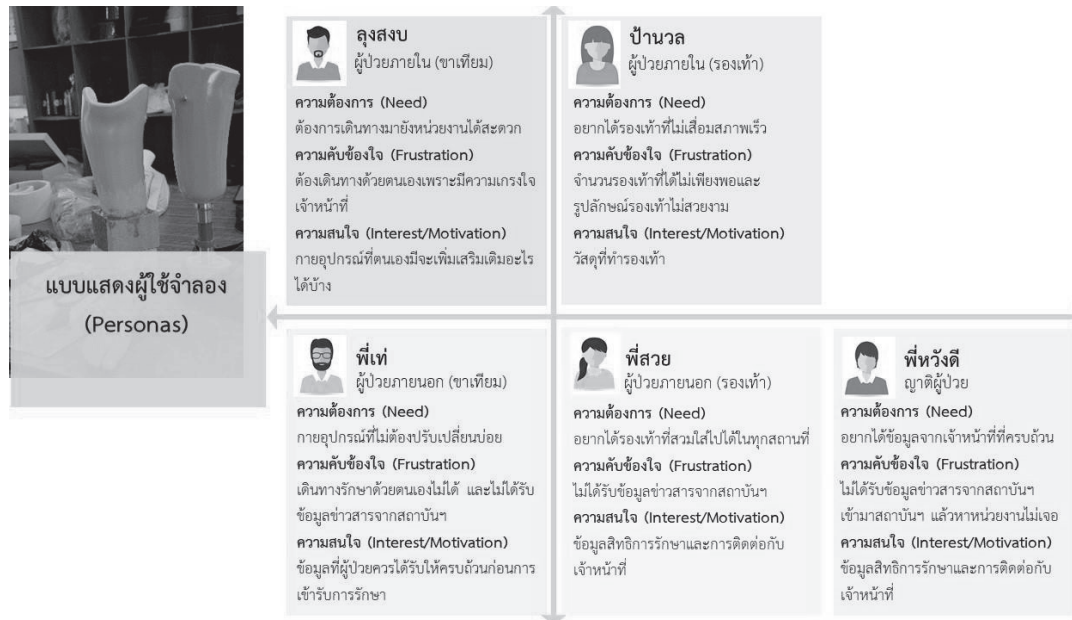 แบบแสดงผู้ใช้จำลอง
(Personas)
ลุงสงบ
ผู้ป่วยภายใน (ขาเทียม)
ความต้องการ (Need)
ต้องการเดินทางมายังหน่วยงานได้สะดวก
ความคับข้องใจ (Frustration)
ต้องเดินทางด้วยตนเองเพราะมีความเกรงใจ
เจ้าหน้าที่
ความสนใจ (Interest/Motivation)
กายอุปกรณ์ที่ตนเองมีจะเพิ่มเสริมเติมอะไร
ได้บ้าง
ป้านวล
ผู้ป่วยภายใน (รองเท้า)
ความต้องการ (Need)
อยากได้รองเท้าที่ไม่เสื่อมสภาพเร็ว
ความคับข้องใจ (Frustration)
จำนวนรองเท้าที่ได้ไม่เพียงพอและ
รูปลักษณ์รองเท้าไม่สวยงาม
ความสนใจ (Interest/Motivation)
วัสดุที่ทำรองเท้า
พี่เท่
ผู้ป่วยภายนอก (ขาเทียม)
ความต้องการ (Need)
กายอุปกรณ์ที่ไม่ต้องปรับเปลี่ยนบ่อย
ความคับข้องใจ (Frustration)
เดินทางรักษาด้วยตนเองไม่ได้ และไม่ได้รับ
ข้อมูลข่าวสารจากสถาบันฯ
ความสนใจ (Interest/Motivation)
ข้อมูลที่ผู้ป่วยควรได้รับให้ครบถ้วนก่อนการ
เข้ารับการรักษา
พี่สวย
ผู้ป่วยภายนอก (รองเท้า)
ความต้องการ (Need)
อยากได้รองเท้าที่สวมใส่ไปได้ในทุกสถานที่
ความคับข้องใจ (Frustration)
ไม่ได้รับข้อมูลข่าวสารจากสถาบันฯ
ความสนใจ (Interest/Motivation)
ข้อมูลสิทธิการรักษาและการติดต่อกับ
เจ้าหน้าที่
พี่หวังดี
ญาติผู้ป่วย
ความต้องการ (Need)
อยากได้ข้อมูลจากเจ้าหน้าที่ที่ครบถ้วน
ความคับข้องใจ (Frustration)
ไม่ได้รับข้อมูลข่าวสารจากสถาบันฯ
เข้ามาสถาบันฯ แล้วหาหน่วยงานไม่เจอ
ความสนใจ (Interest/Motivation)
ข้อมูลสิทธิการรักษาและการติดต่อกับ
เจ้าหน้าที่